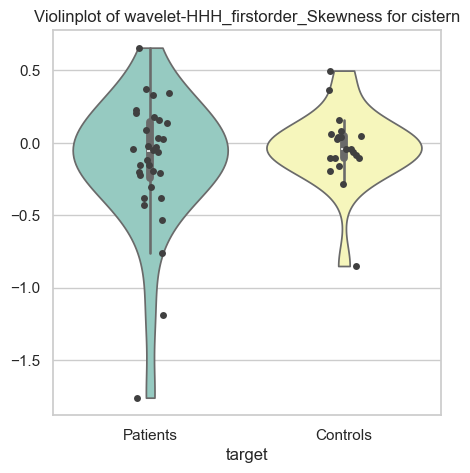 Violinplot of wavelet-HHH_firstorder_Skewness for cistern
0.5
0.0
−0.5
−1.0
−1.5
Patients
Controls
target